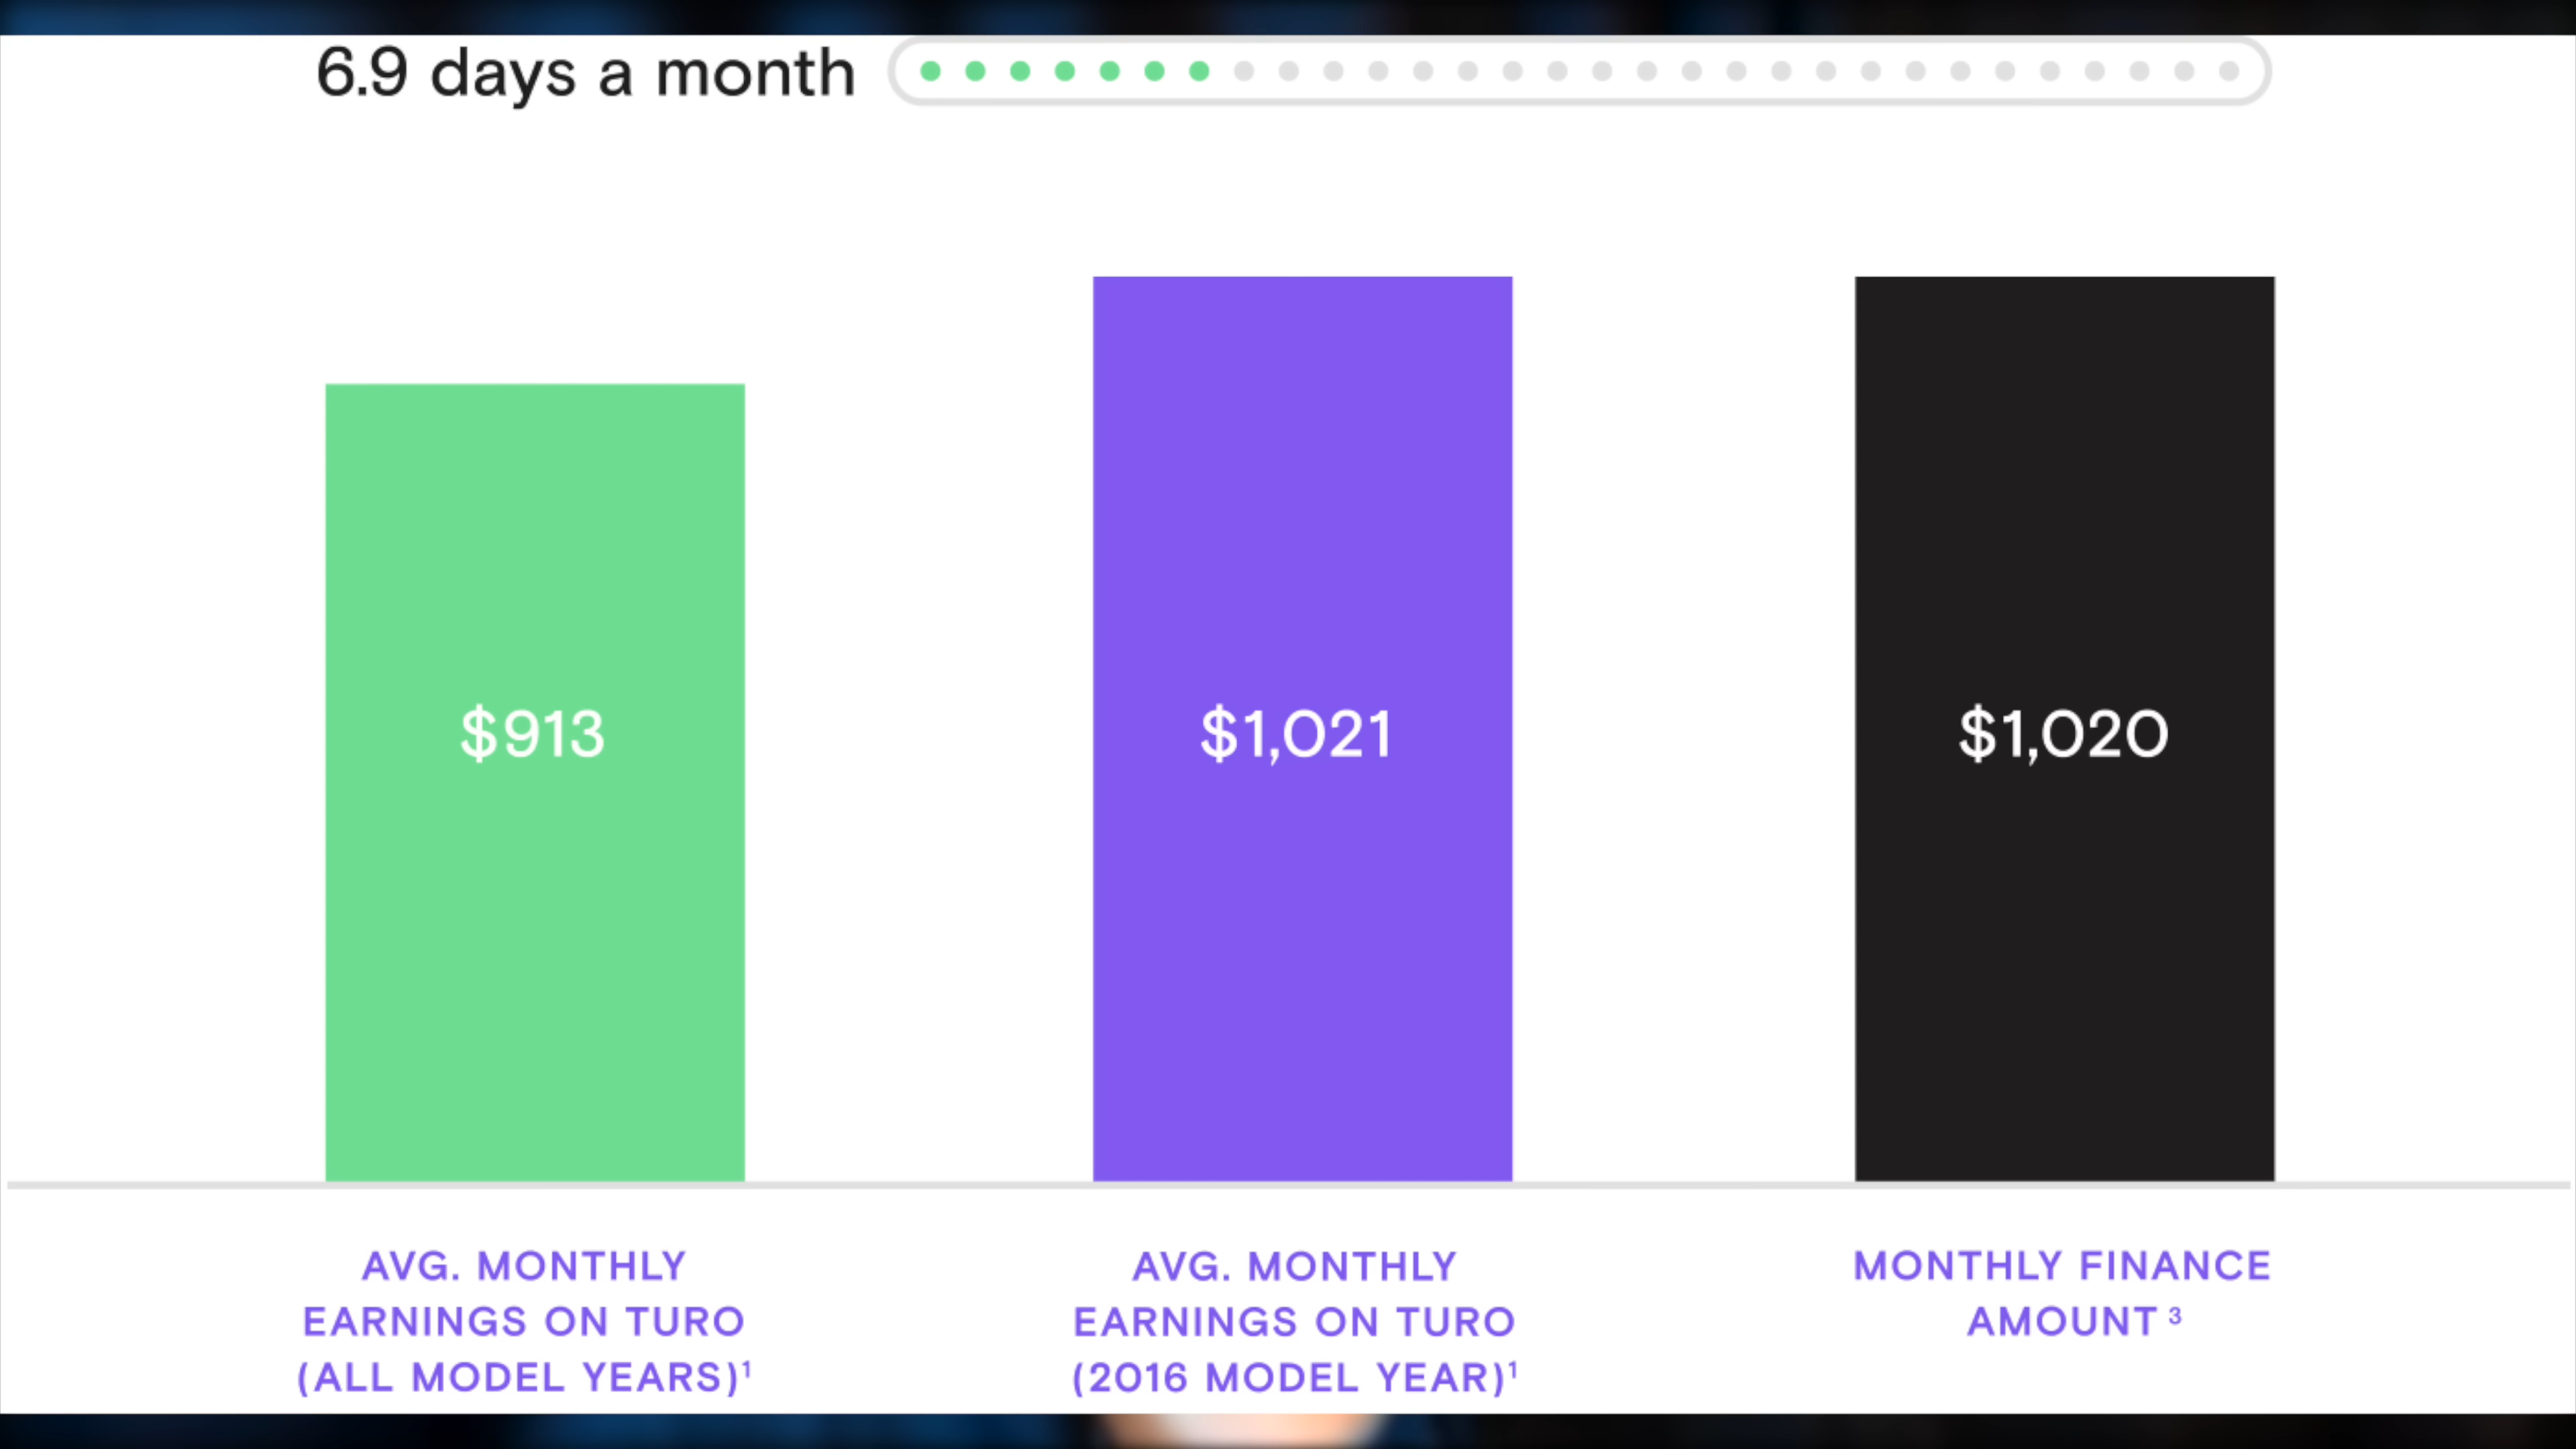 6.9 days a month
$913
$1,021
$1,020
AVG. MONTHLY
EARNINGS ON TURO
(ALL MODEL YEARS)¹
AVG. MONTHLY
EARNINGS ON TURO
(2016 MODEL YEAR)¹
MONTHLY FINANCE
AMOUNT ³